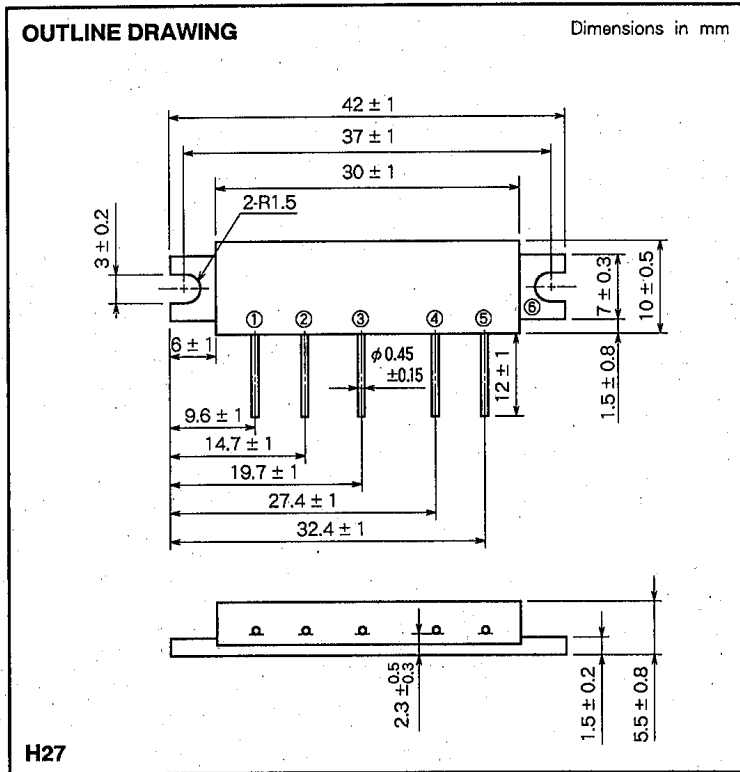 OUTLINE DRAWING
Dimensions in mm
42 ± 1
37 ± 1
30 ± 1
2-R1.5
3 ± 0.2
⑥
7 ± 0.3
10 ± 0.5
① ② ③ ④ ⑤
6 ± 1
φ 0.45
±0.15
12 ± 1
1.5 ± 0.8
9.6 ± 1
14.7 ± 1
19.7 ± 1
27.4 ± 1
32.4 ± 1
2.3 ±0.5
±0.3
1.5 ± 0.2
5.5 ± 0.8
H27